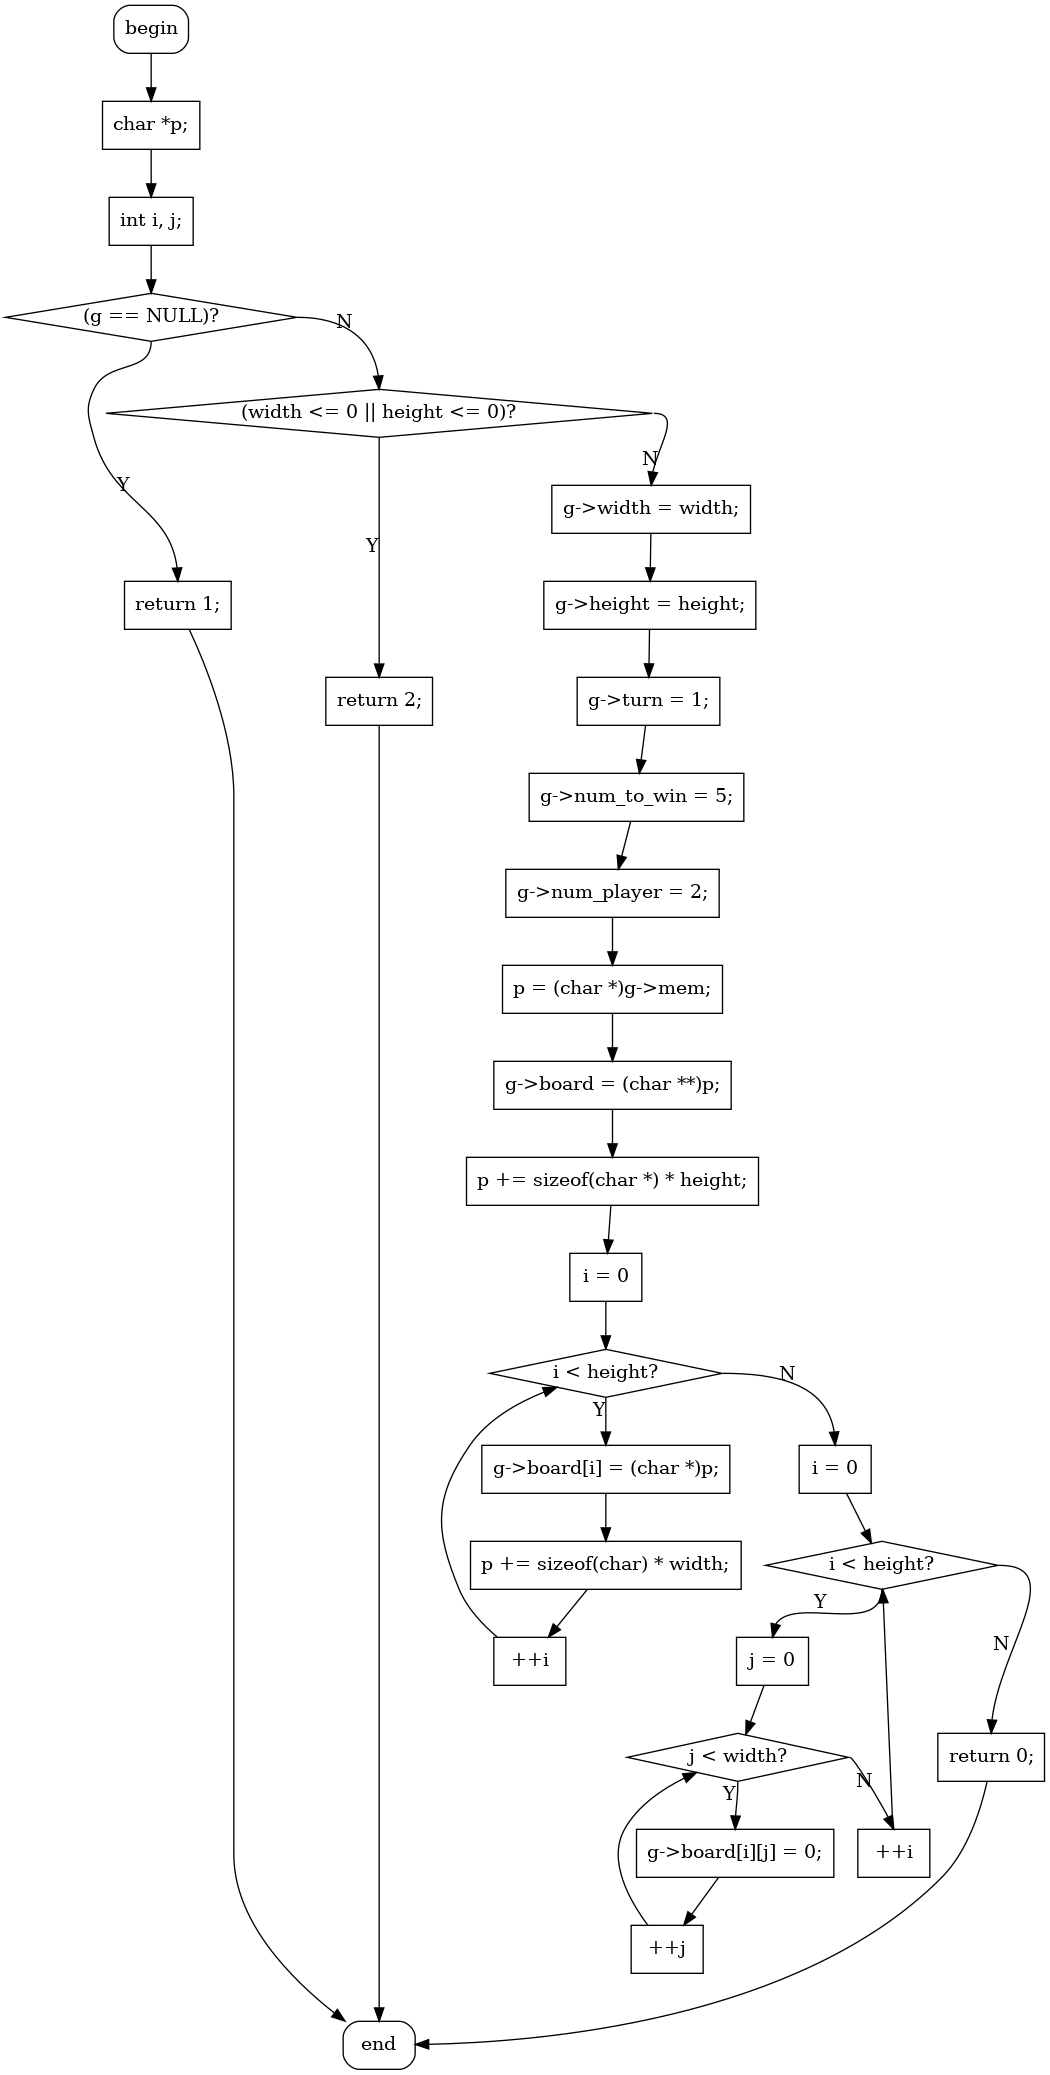 begin
char *p;
int i, j;
(g == NULL)?
N
(width <= 0 || height <= 0)?
N
Y
g->width = width;
Y
return 1;
g->height = height;
return 2;
g->turn = 1;
g->num_to_win = 5;
g->num_player = 2;
p = (char *)g->mem;
g->board = (char **)p;
p += sizeof(char *) * height;
i = 0
i < height?
N
Y
g->board[i] = (char *)p;
i = 0
p += sizeof(char) * width;
i < height?
Y
N
++i
j = 0
j < width?
return 0;
Y
N
g->board[i][j] = 0;
++i
++j
end